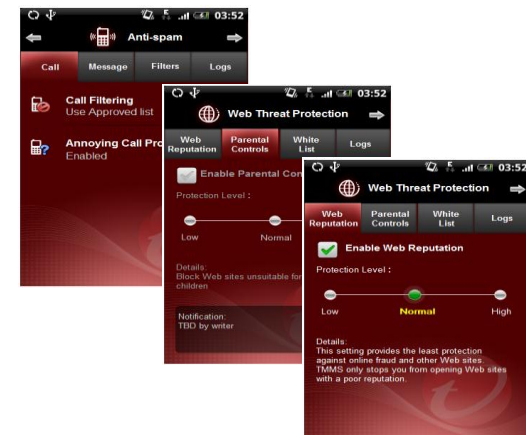 03:52
Anti-spam
Call Message Filters Logs
Call Filtering
Use Approved list
Annoying Call Pro
Enabled
03:52
Web Threat Protection
Web Reputation Parental Controls White List Logs
Enable Parental Con
Protection Level :
Low Normal
Details:
Block Web sites unsuitable for
children
Notification:
TBD by writer
03:52
Web Threat Protection
Web Reputation Parental Controls White List Logs
Enable Web Reputation
Protection Level :
Low Normal High
Details:
This setting provides the least protection
against online fraud and other Web sites.
TMMS only stops you from opening Web sites
with a poor reputation.